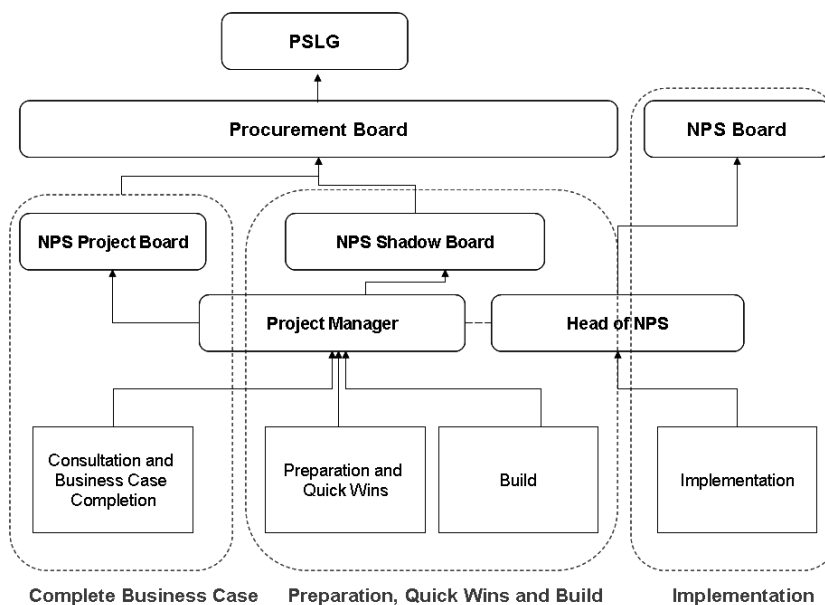 PSLG
Procurement Board
NPS Board
NPS Project Board
NPS Shadow Board
Project Manager
Head of NPS
Consultation and
Business Case
Completion
Preparation and
Quick Wins
Build
Implementation
Complete Business Case
Preparation, Quick Wins and Build
Implementation